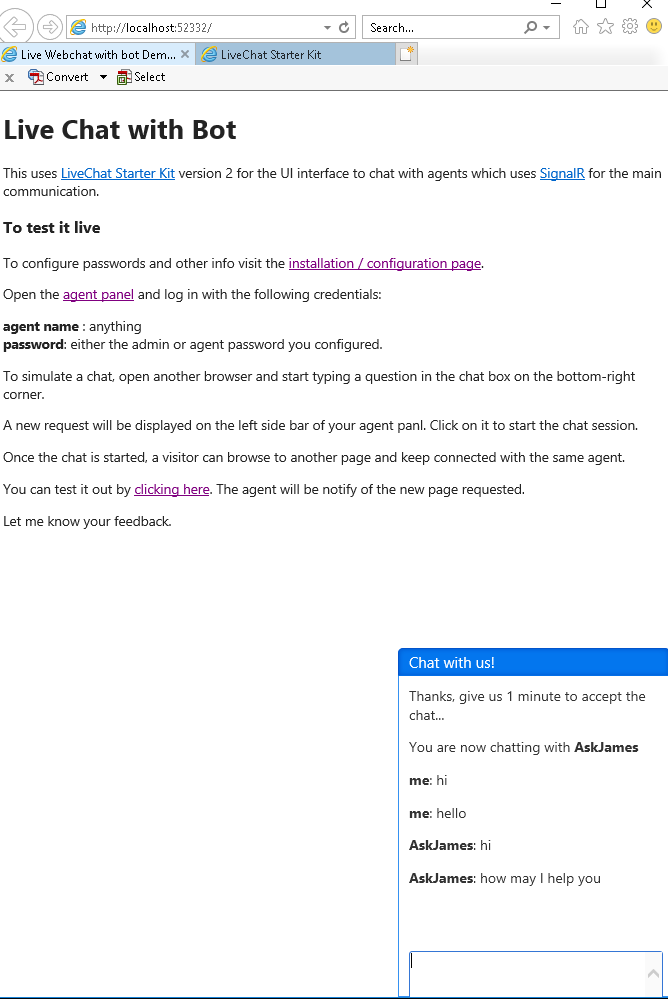 http://localhost:52332/
Search...
Live Webchat with bot Dem...
LiveChat Starter Kit
x Convert Select
Live Chat with Bot
This uses LiveChat Starter Kit version 2 for the UI interface to chat with agents which uses SignalR for the main
communication.
To test it live
To configure passwords and other info visit the installation / configuration page.
Open the agent panel and log in with the following credentials:
agent name : anything
password: either the admin or agent password you configured.
To simulate a chat, open another browser and start typing a question in the chat box on the bottom-right
corner.
A new request will be displayed on the left side bar of your agent panl. Click on it to start the chat session.
Once the chat is started, a visitor can browse to another page and keep connected with the same agent.
You can test it out by clicking here. The agent will be notify of the new page requested.
Let me know your feedback.
Chat with us!
Thanks, give us 1 minute to accept the
chat...
You are now chatting with AskJames
me: hi
me: hello
AskJames: hi
AskJames: how may I help you